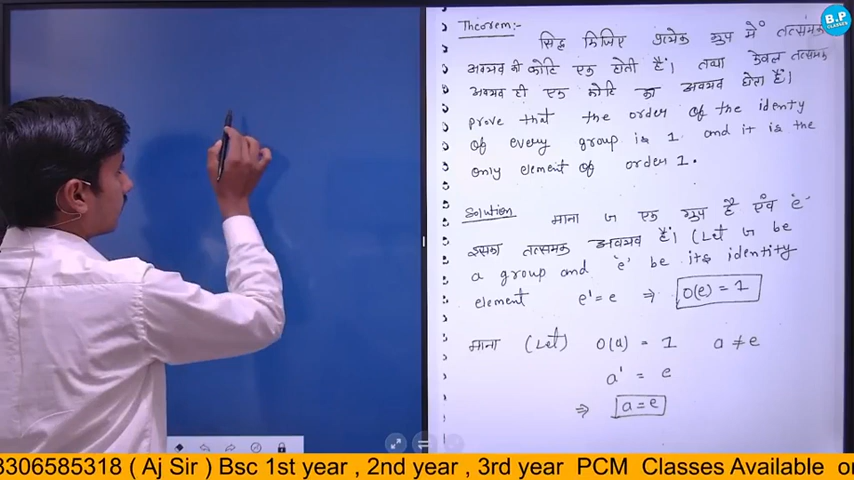 B.P
CLASSES
Theorem:-
सिद्ध किजिए प्रत्येक ग्रुप में तत्समक
अवयव की कोटि एक होती है। तथा केवल तत्समक
अवयव ही एक कोटि का अवयव होता है।
prove that the order of the identy
of every group is 1 and it is the
only element of order 1.
Solution माना G एक ग्रुप है एंव 'e'
इसका तत्समक अवयव है। (Let G be
a group and 'e' be its identity
element e¹ = e ⇒ O(e) = 1
माना (Let) O(a) = 1 a ≠ e
a¹ = e
⇒ a = e
8306585318 ( Aj Sir ) Bsc 1st year , 2nd year , 3rd year PCM Classes Available